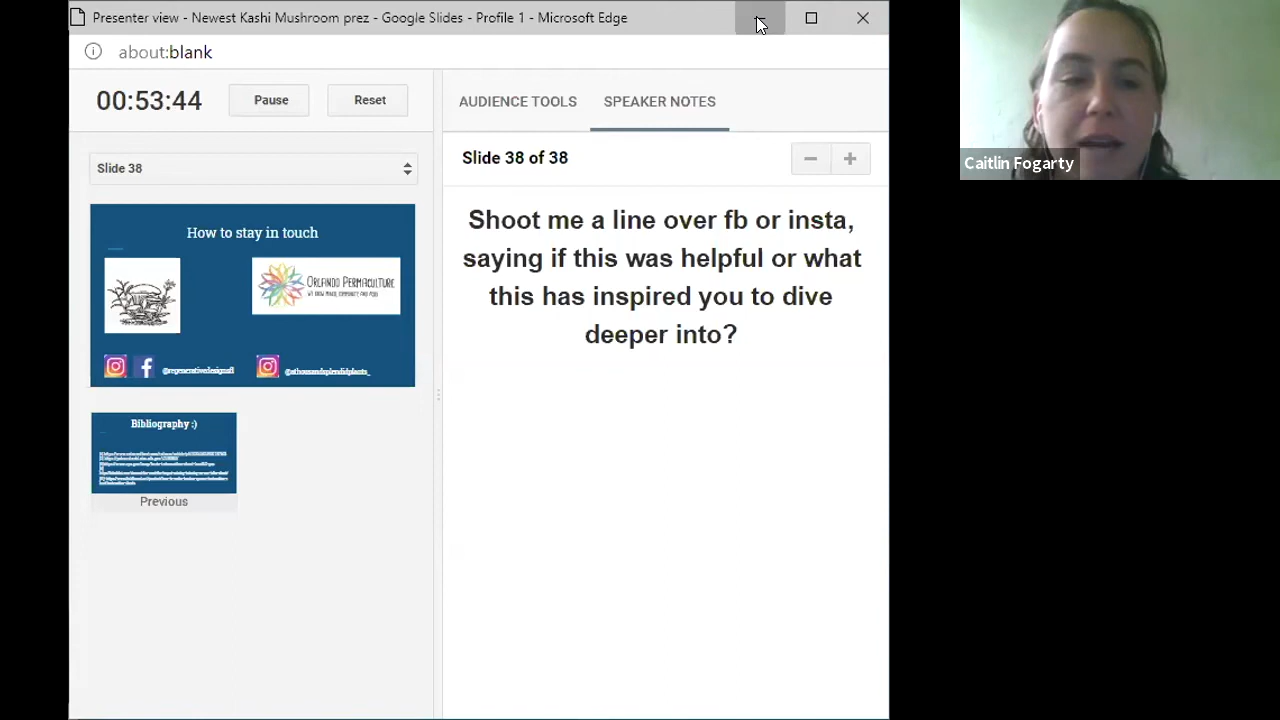 Presenter view - Newest Kashi Mushroom prez - Google Slides - Profile 1 - Microsoft Edge
about:blank
00:53:44
Pause
Reset
AUDIENCE TOOLS
SPEAKER NOTES
Slide 38
Slide 38 of 38
How to stay in touch
ORLANDO PERMACULTURE
@regenerativedesignsfl
@athousandsplendidplants_
Bibliography :)
Previous
Shoot me a line over fb or insta,
saying if this was helpful or what
this has inspired you to dive
deeper into?
Caitlin Fogarty